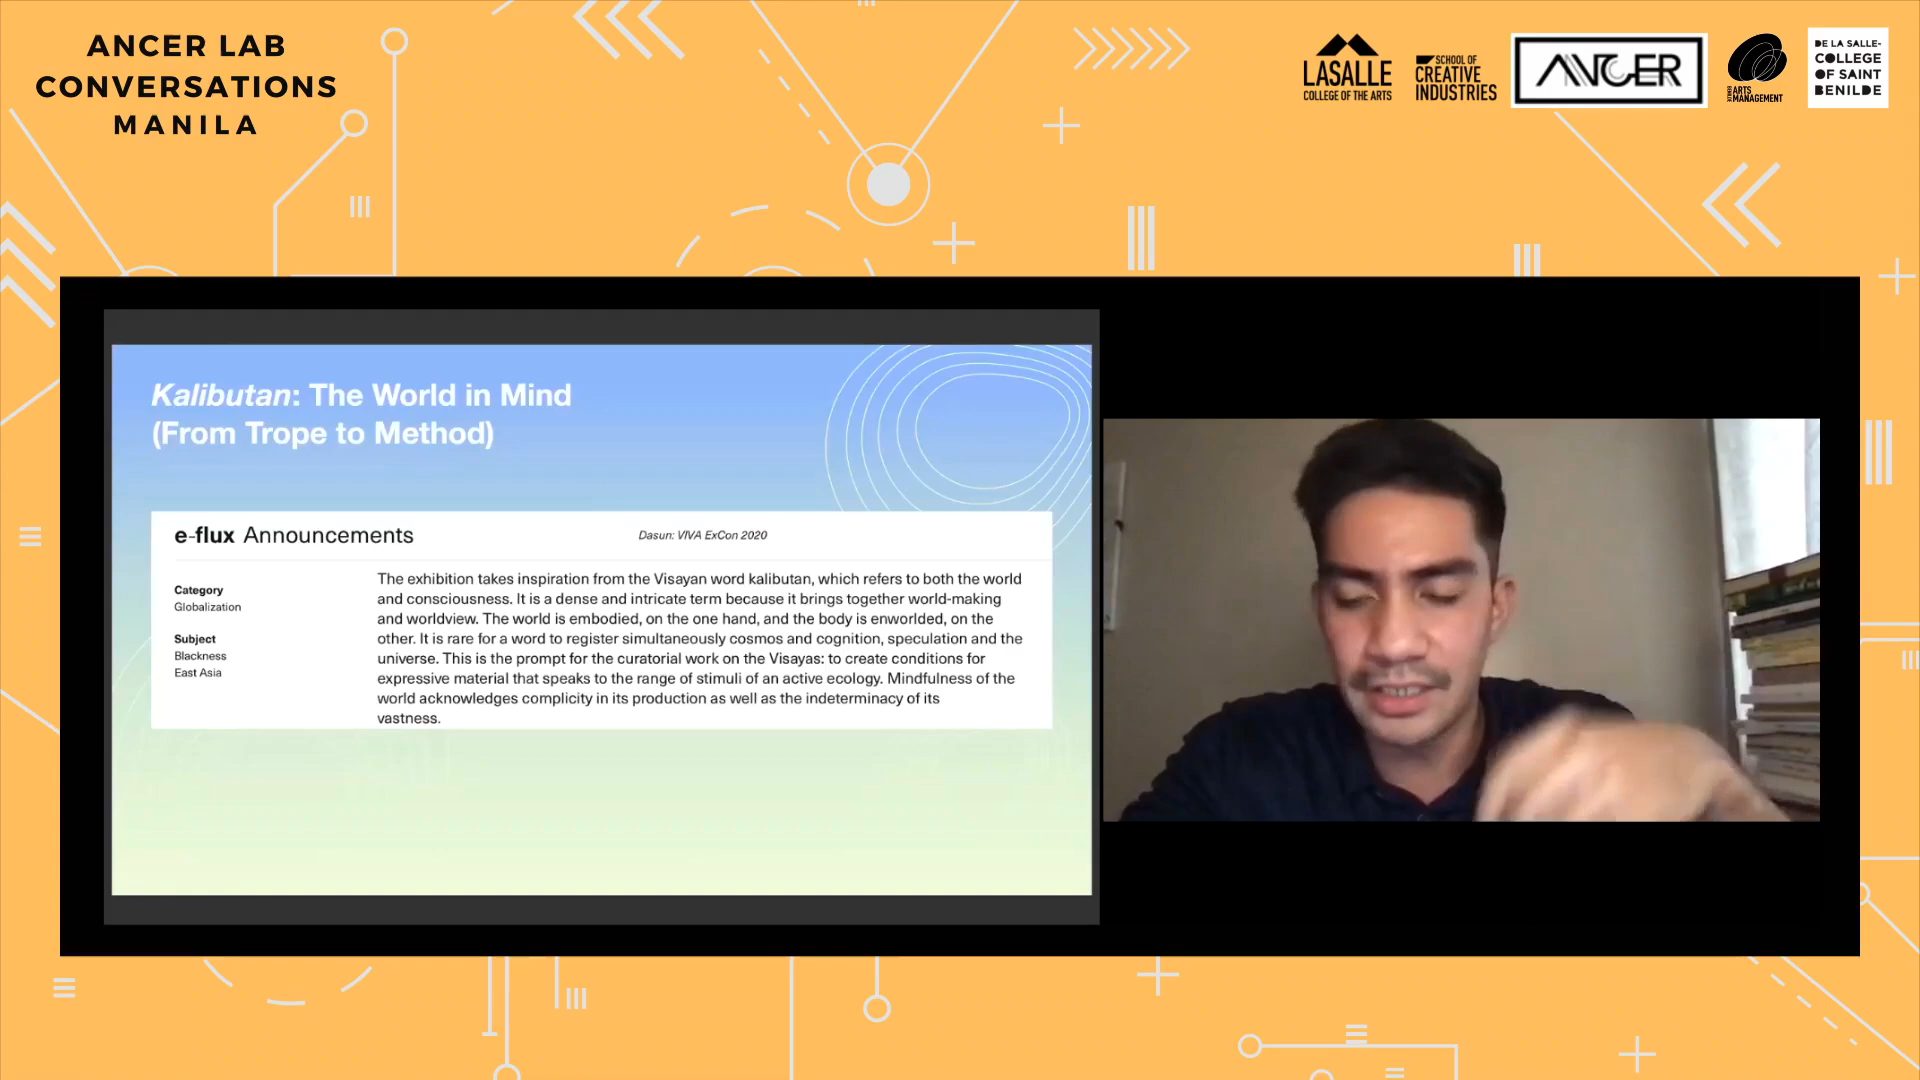 ANCER LAB
CONVERSATIONS
MANILA
LASALLE
COLLEGE OF THE ARTS
SCHOOL OF
CREATIVE
INDUSTRIES
ANCER
ARTS
MANAGEMENT
DE LA SALLE-
COLLEGE
OF SAINT
BENILDE
Kalibutan: The World in Mind
(From Trope to Method)
e-flux Announcements
Dasun: VIVA ExCon 2020
Category
Globalization
Subject
Blackness
East Asia
The exhibition takes inspiration from the Visayan word kalibutan, which refers to both the world
and consciousness. It is a dense and intricate term because it brings together world-making
and worldview. The world is embodied, on the one hand, and the body is enworlded, on the
other. It is rare for a word to register simultaneously cosmos and cognition, speculation and the
universe. This is the prompt for the curatorial work on the Visayas: to create conditions for
expressive material that speaks to the range of stimuli of an active ecology. Mindfulness of the
world acknowledges complicity in its production as well as the indeterminacy of its
vastness.